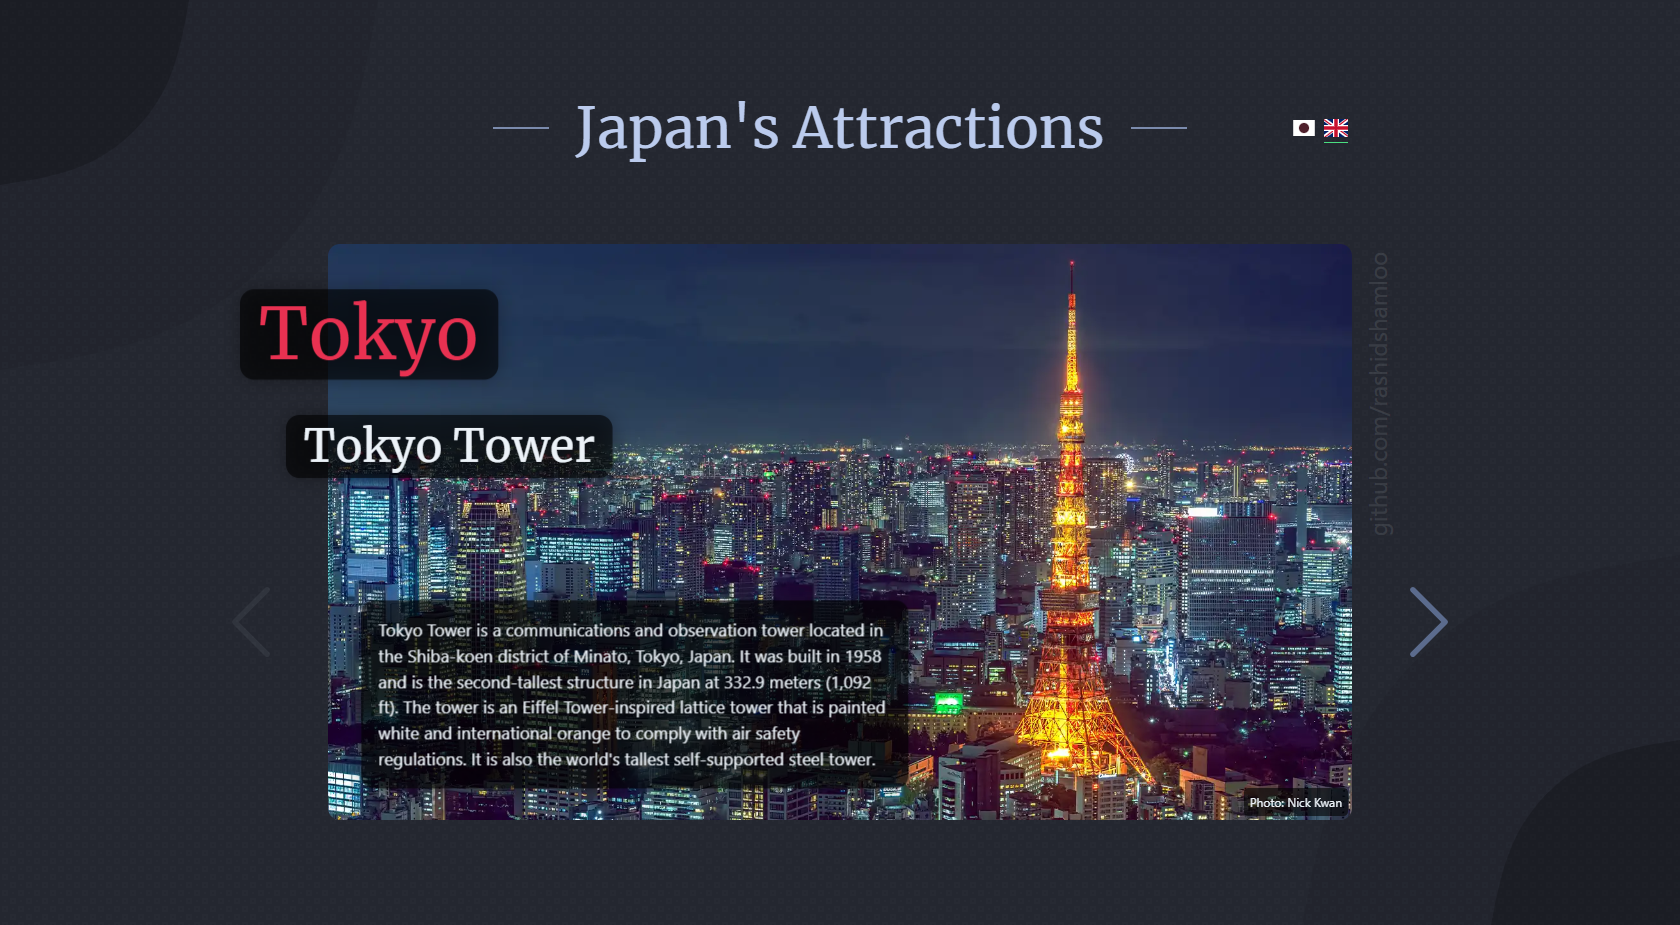 Japan's Attractions
Tokyo
Tokyo Tower
Tokyo Tower is a communications and observation tower located in
the Shiba-koen district of Minato, Tokyo, Japan. It was built in 1958
and is the second-tallest structure in Japan at 332.9 meters (1,092
ft). The tower is an Eiffel Tower-inspired lattice tower that is painted
white and international orange to comply with air safety
regulations. It is also the world's tallest self-supported steel tower.
Photo: Nick Kwan
github.com/rashidshamloo